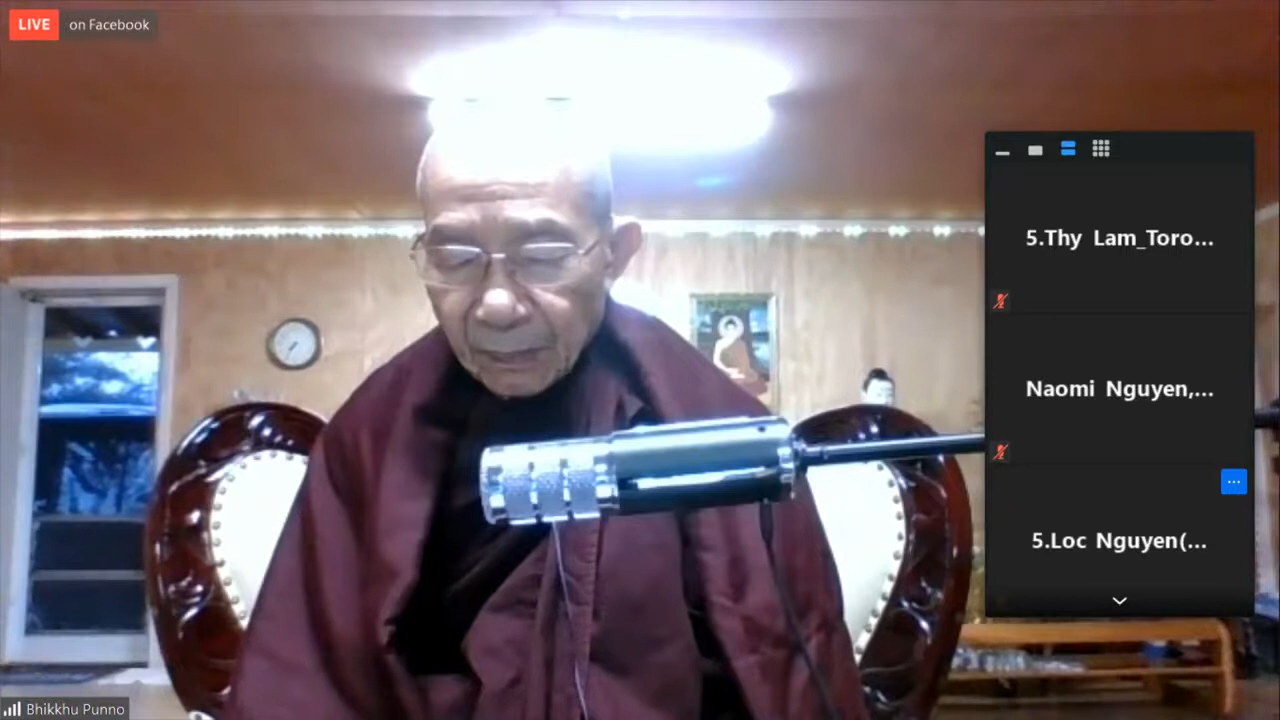 LIVE on Facebook
5.Thy Lam_Toro...
Naomi Nguyen,...
5.Loc Nguyen(...
Bhikkhu Punno